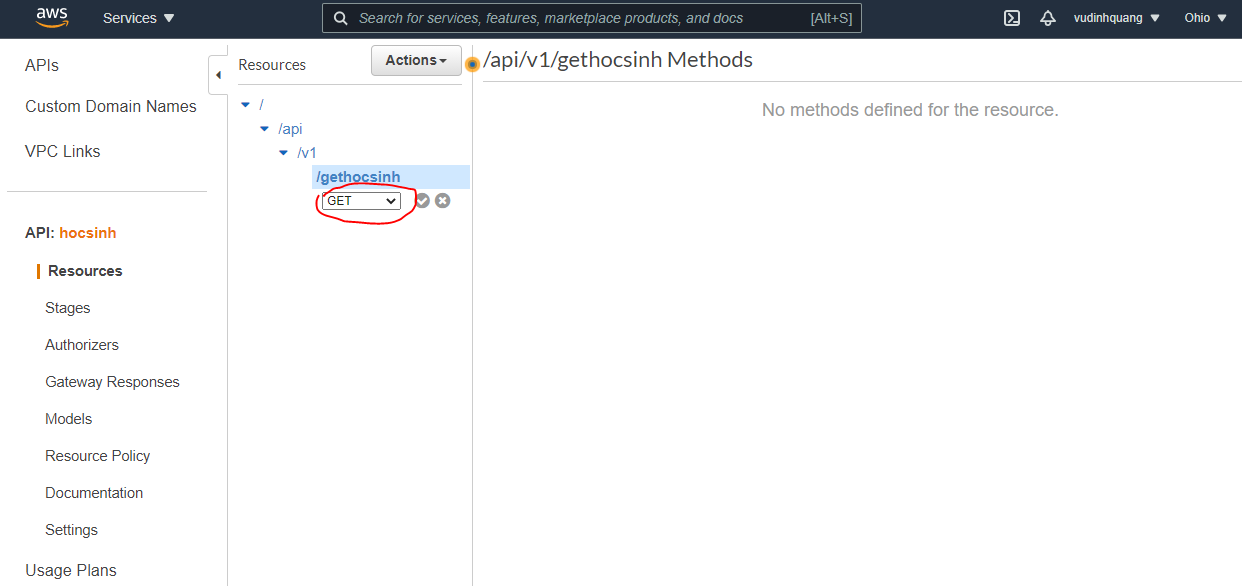 aws Services Search for services, features, marketplace products, and docs [Alt+S] vudinhquang Ohio
APIs
Custom Domain Names
VPC Links
API: hocsinh
Resources
Stages
Authorizers
Gateway Responses
Models
Resource Policy
Documentation
Settings
Usage Plans
Resources Actions
/
/api
/v1
/gethocsinh
GET
/api/v1/gethocsinh Methods
No methods defined for the resource.